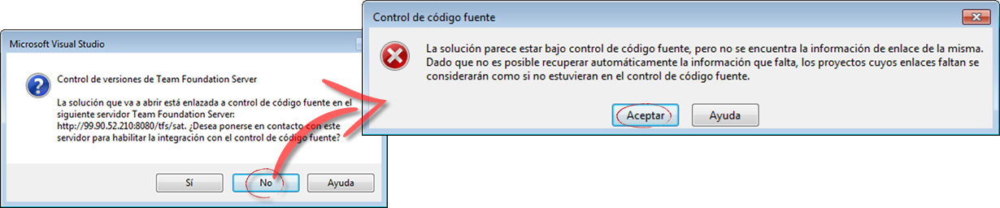 Microsoft Visual Studio
Control de versiones de Team Foundation Server
La solución que va a abrir está enlazada a control de código fuente en el
siguiente servidor Team Foundation Server:
http://99.90.52.210:8080/tfs/sat. ¿Desea ponerse en contacto con este
servidor para habilitar la integración con el control de código fuente?
Sí
No
Ayuda
Control de código fuente
La solución parece estar bajo control de código fuente, pero no se encuentra la información de enlace de la misma.
Dado que no es posible recuperar automáticamente la información que falta, los proyectos cuyos enlaces faltan se
considerarán como si no estuvieran en el control de código fuente.
Aceptar
Ayuda